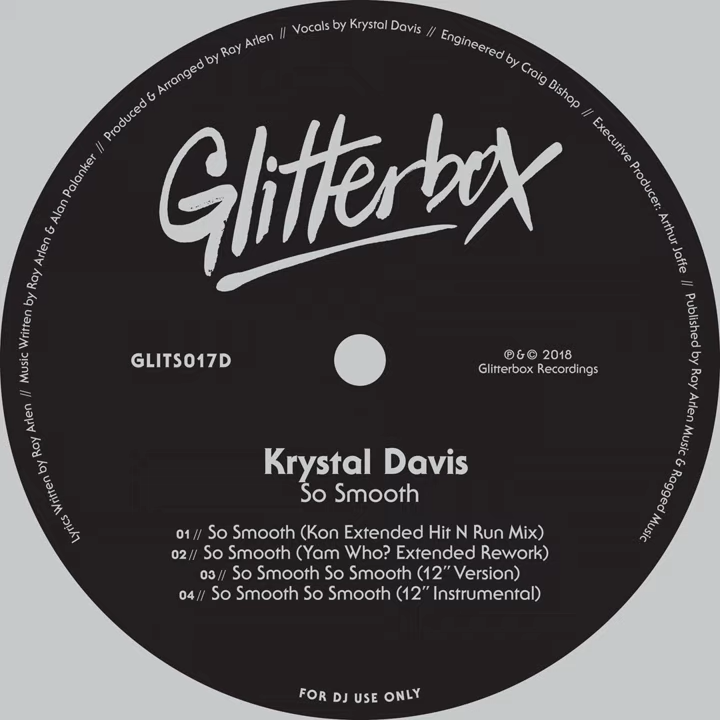 Lyrics Written by Ray Arlen // Music Written by Ray Arlen & Alan Palanker // Produced & Arranged by Ray Arlen // Vocals by Krystal Davis // Engineered by Craig Bishop // Executive Producer: Arthur Jaffe // Published by Ray Arlen Music & Ragged Music
Glitterbox
GLITS017D
℗ & © 2018
Glitterbox Recordings
Krystal Davis
So Smooth
01 // So Smooth (Kon Extended Hit N Run Mix)
02 // So Smooth (Yam Who? Extended Rework)
03 // So Smooth So Smooth (12" Version)
04 // So Smooth So Smooth (12" Instrumental)
FOR DJ USE ONLY